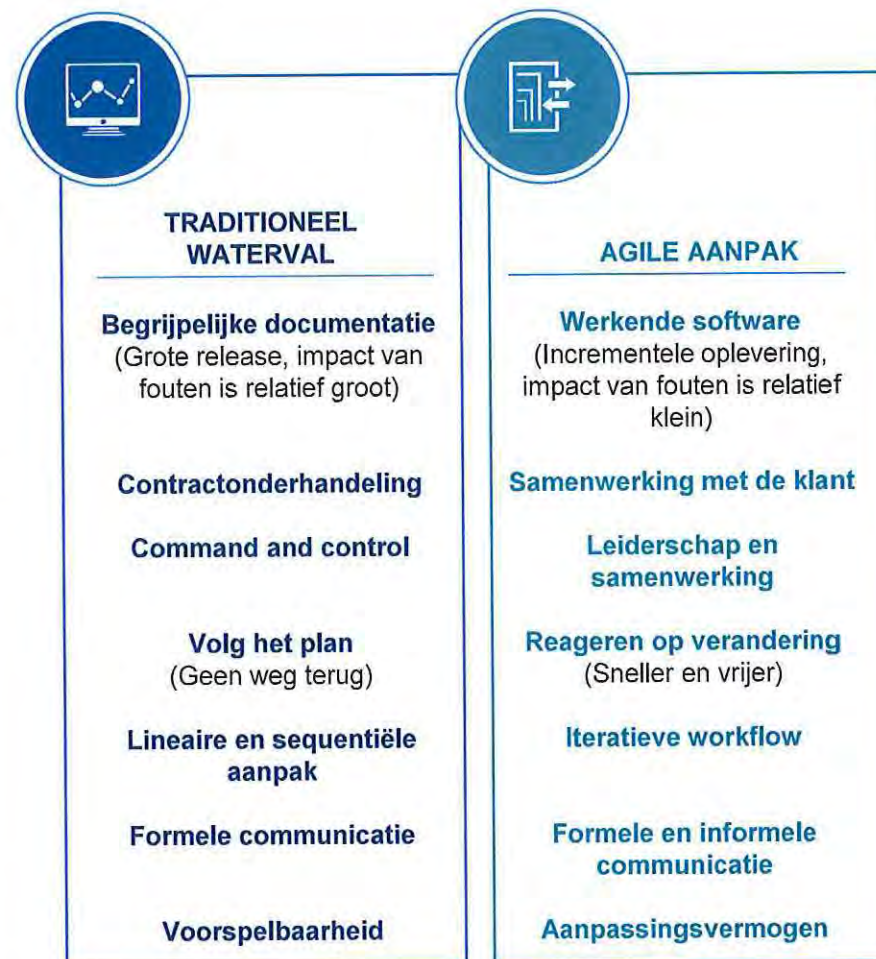 TRADITIONEEL
WATERVAL
Begrijpelijke documentatie
(Grote release, impact van
fouten is relatief groot)
Contractonderhandeling
Command and control
Volg het plan
(Geen weg terug)
Lineaire en sequentiële
aanpak
Formele communicatie
Voorspelbaarheid
AGILE AANPAK
Werkende software
(Incrementele oplevering,
impact van fouten is relatief
klein)
Samenwerking met de klant
Leiderschap en
samenwerking
Reageren op verandering
(Sneller en vrijer)
Iteratieve workflow
Formele en informele
communicatie
Aanpassingsvermogen